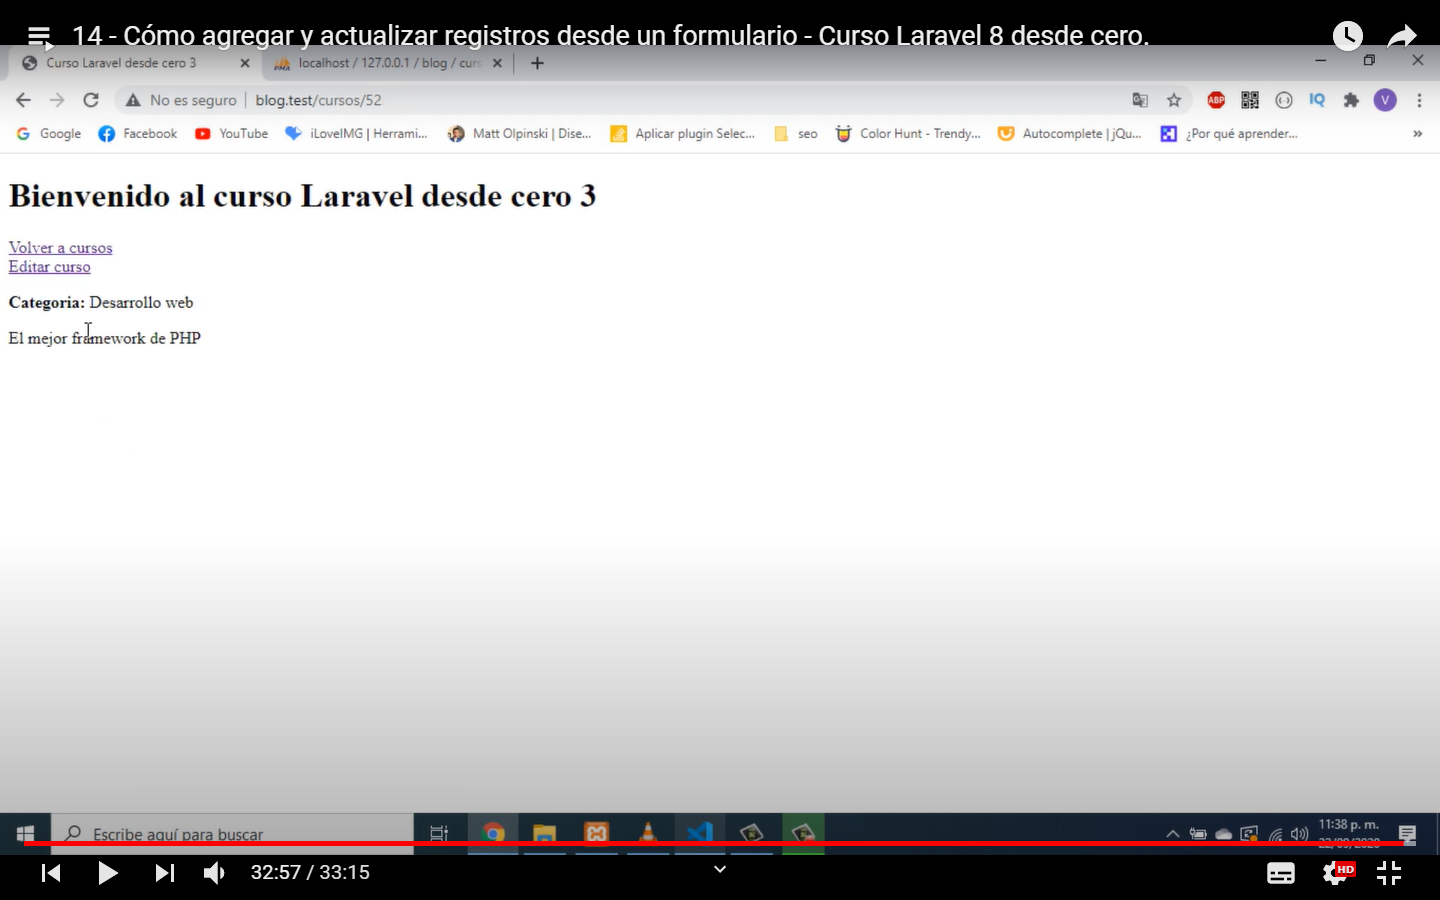 14 - Cómo agregar y actualizar registros desde un formulario - Curso Laravel 8 desde cero.
Curso Laravel desde cero 3
localhost / 127.0.0.1 / blog / curs
No es seguro
blog.test/cursos/52
ABP
IQ
V
Google
Facebook
YouTube
iLoveIMG | Herrami...
Matt Olpinski | Dise...
Aplicar plugin Selec...
seo
Color Hunt - Trendy...
Autocomplete | jQu...
¿Por qué aprender...
»
Bienvenido al curso Laravel desde cero 3
Volver a cursos
Editar curso
Categoria: Desarrollo web
El mejor framework de PHP
Escribe aquí para buscar
11:38 p. m.
32:57 / 33:15
HD